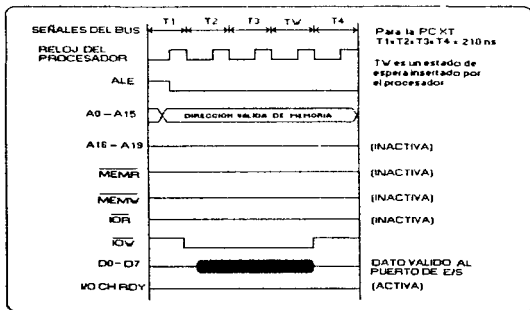 SEÑALES DEL BUS
T1 T2 T3 TW T4
Para la PC XT
T1=T2=T3=T4= 210 ns
RELOJ DEL
PROCESADOR
TW es un estado de
espera insertado por
el procesador
ALE
A0 - A15
DIRECCIÓN VALIDA DE MEMORIA
A16 - A19
(INACTIVA)
MEMR
(INACTIVA)
MEMW
(INACTIVA)
IOR
(INACTIVA)
IOW
D0 - D7
DATO VALIDO AL
PUERTO DE E/S
I/O CH RDY
(ACTIVA)